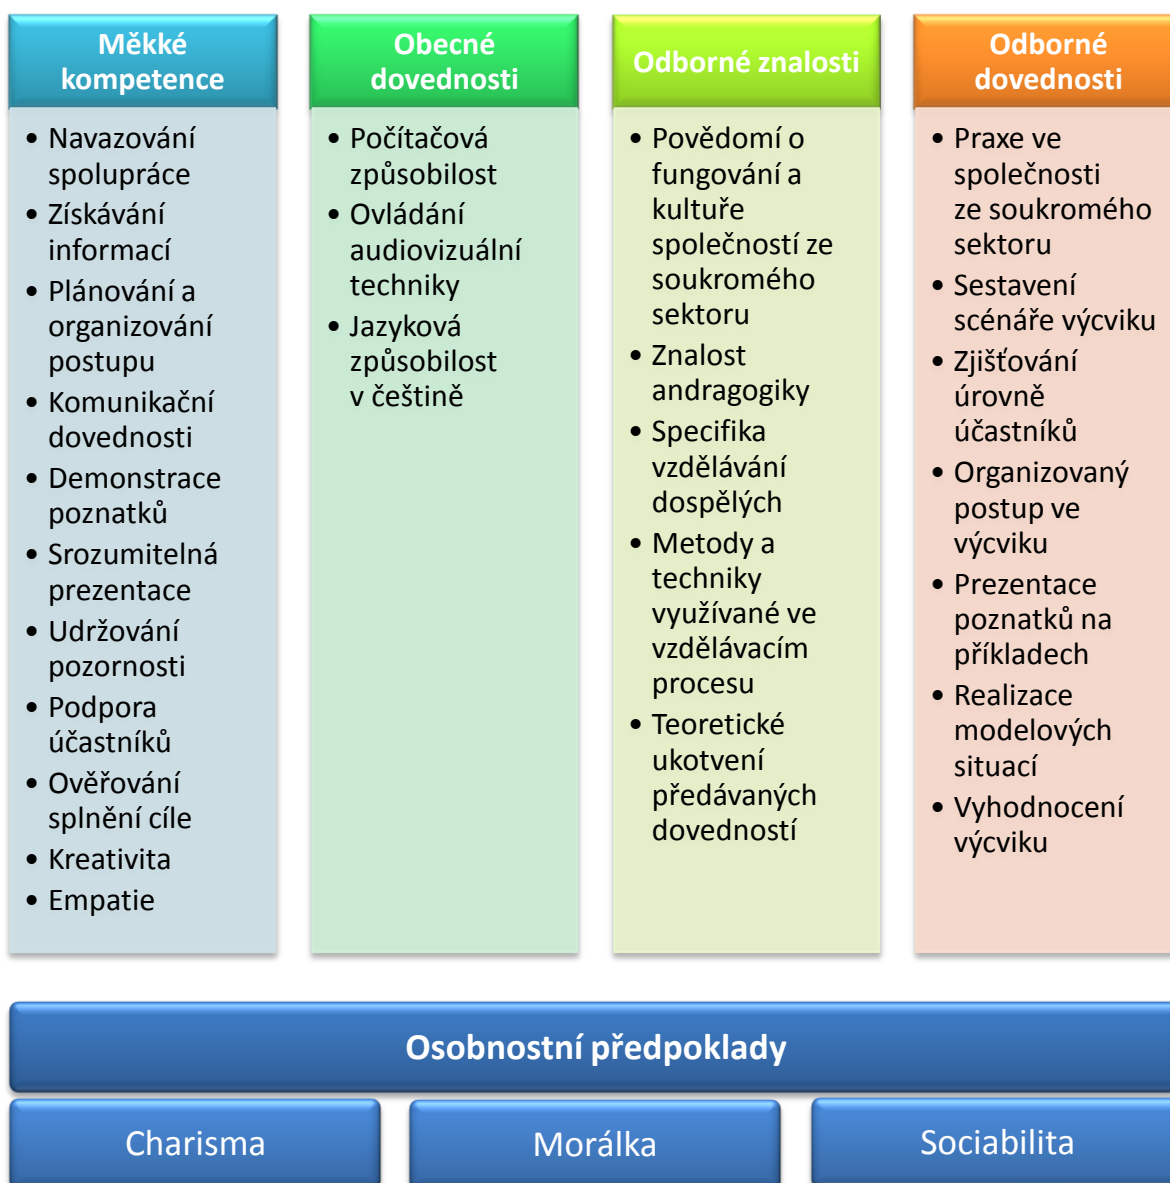 Měkké
kompetence
• Navazování
spolupráce
• Získávání
informací
• Plánování a
organizování
postupu
• Komunikační
dovednosti
• Demonstrace
poznatků
• Srozumitelná
prezentace
• Udržování
pozornosti
• Podpora
účastníků
• Ověřování
splnění cíle
• Kreativita
• Empatie
Obecné
dovednosti
• Počítačová
způsobilost
• Ovládání
audiovizuální
techniky
• Jazyková
způsobilost
v češtině
Odborné znalosti
• Povědomí o
fungování a
kultuře
společností ze
soukromého
sektoru
• Znalost
andragogiky
• Specifika
vzdělávání
dospělých
• Metody a
techniky
využívané ve
vzdělávacím
procesu
• Teoretické
ukotvení
předávaných
dovedností
Odborné
dovednosti
• Praxe ve
společnosti
ze soukromého
sektoru
• Sestavení
scénáře výcviku
• Zjišťování
úrovně
účastníků
• Organizovaný
postup ve
výcviku
• Prezentace
poznatků na
příkladech
• Realizace
modelových
situací
• Vyhodnocení
výcviku
Osobnostní předpoklady
Charisma
Morálka
Sociabilita